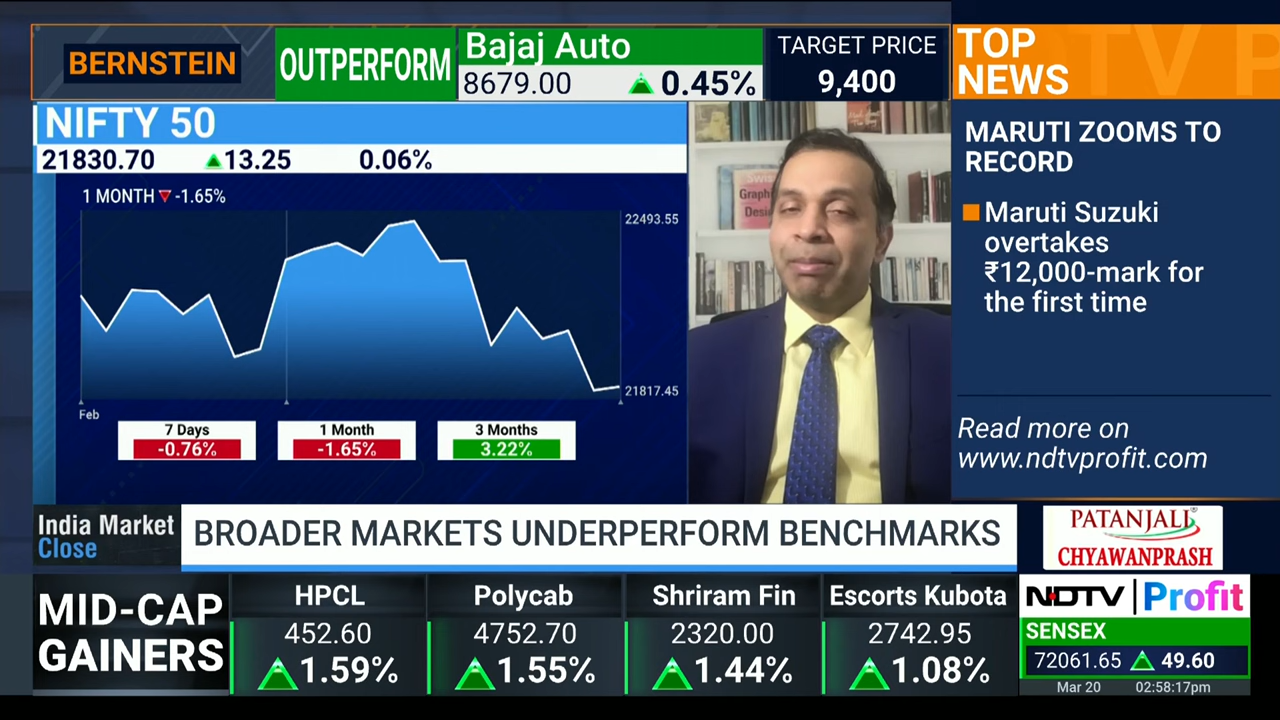 BERNSTEIN
OUTPERFORM
Bajaj Auto
8679.00 0.45%
TARGET PRICE
9,400
TOP
NEWS
NIFTY 50
21830.70 13.25 0.06%
1 MONTH -1.65%
22493.55
21817.45
Feb
7 Days
-0.76%
1 Month
-1.65%
3 Months
3.22%
Graph
Desi
MARUTI ZOOMS TO
RECORD
Maruti Suzuki
overtakes
₹12,000-mark for
the first time
Read more on
www.ndtvprofit.com
India Market
Close
BROADER MARKETS UNDERPERFORM BENCHMARKS
PATANJALI
CHYAWANPRASH
MID-CAP
GAINERS
HPCL
452.60
1.59%
Polycab
4752.70
1.55%
Shriram Fin
2320.00
1.44%
Escorts Kubota
2742.95
1.08%
NDTV Profit
SENSEX
72061.65 49.60
Mar 20 02:58:17pm